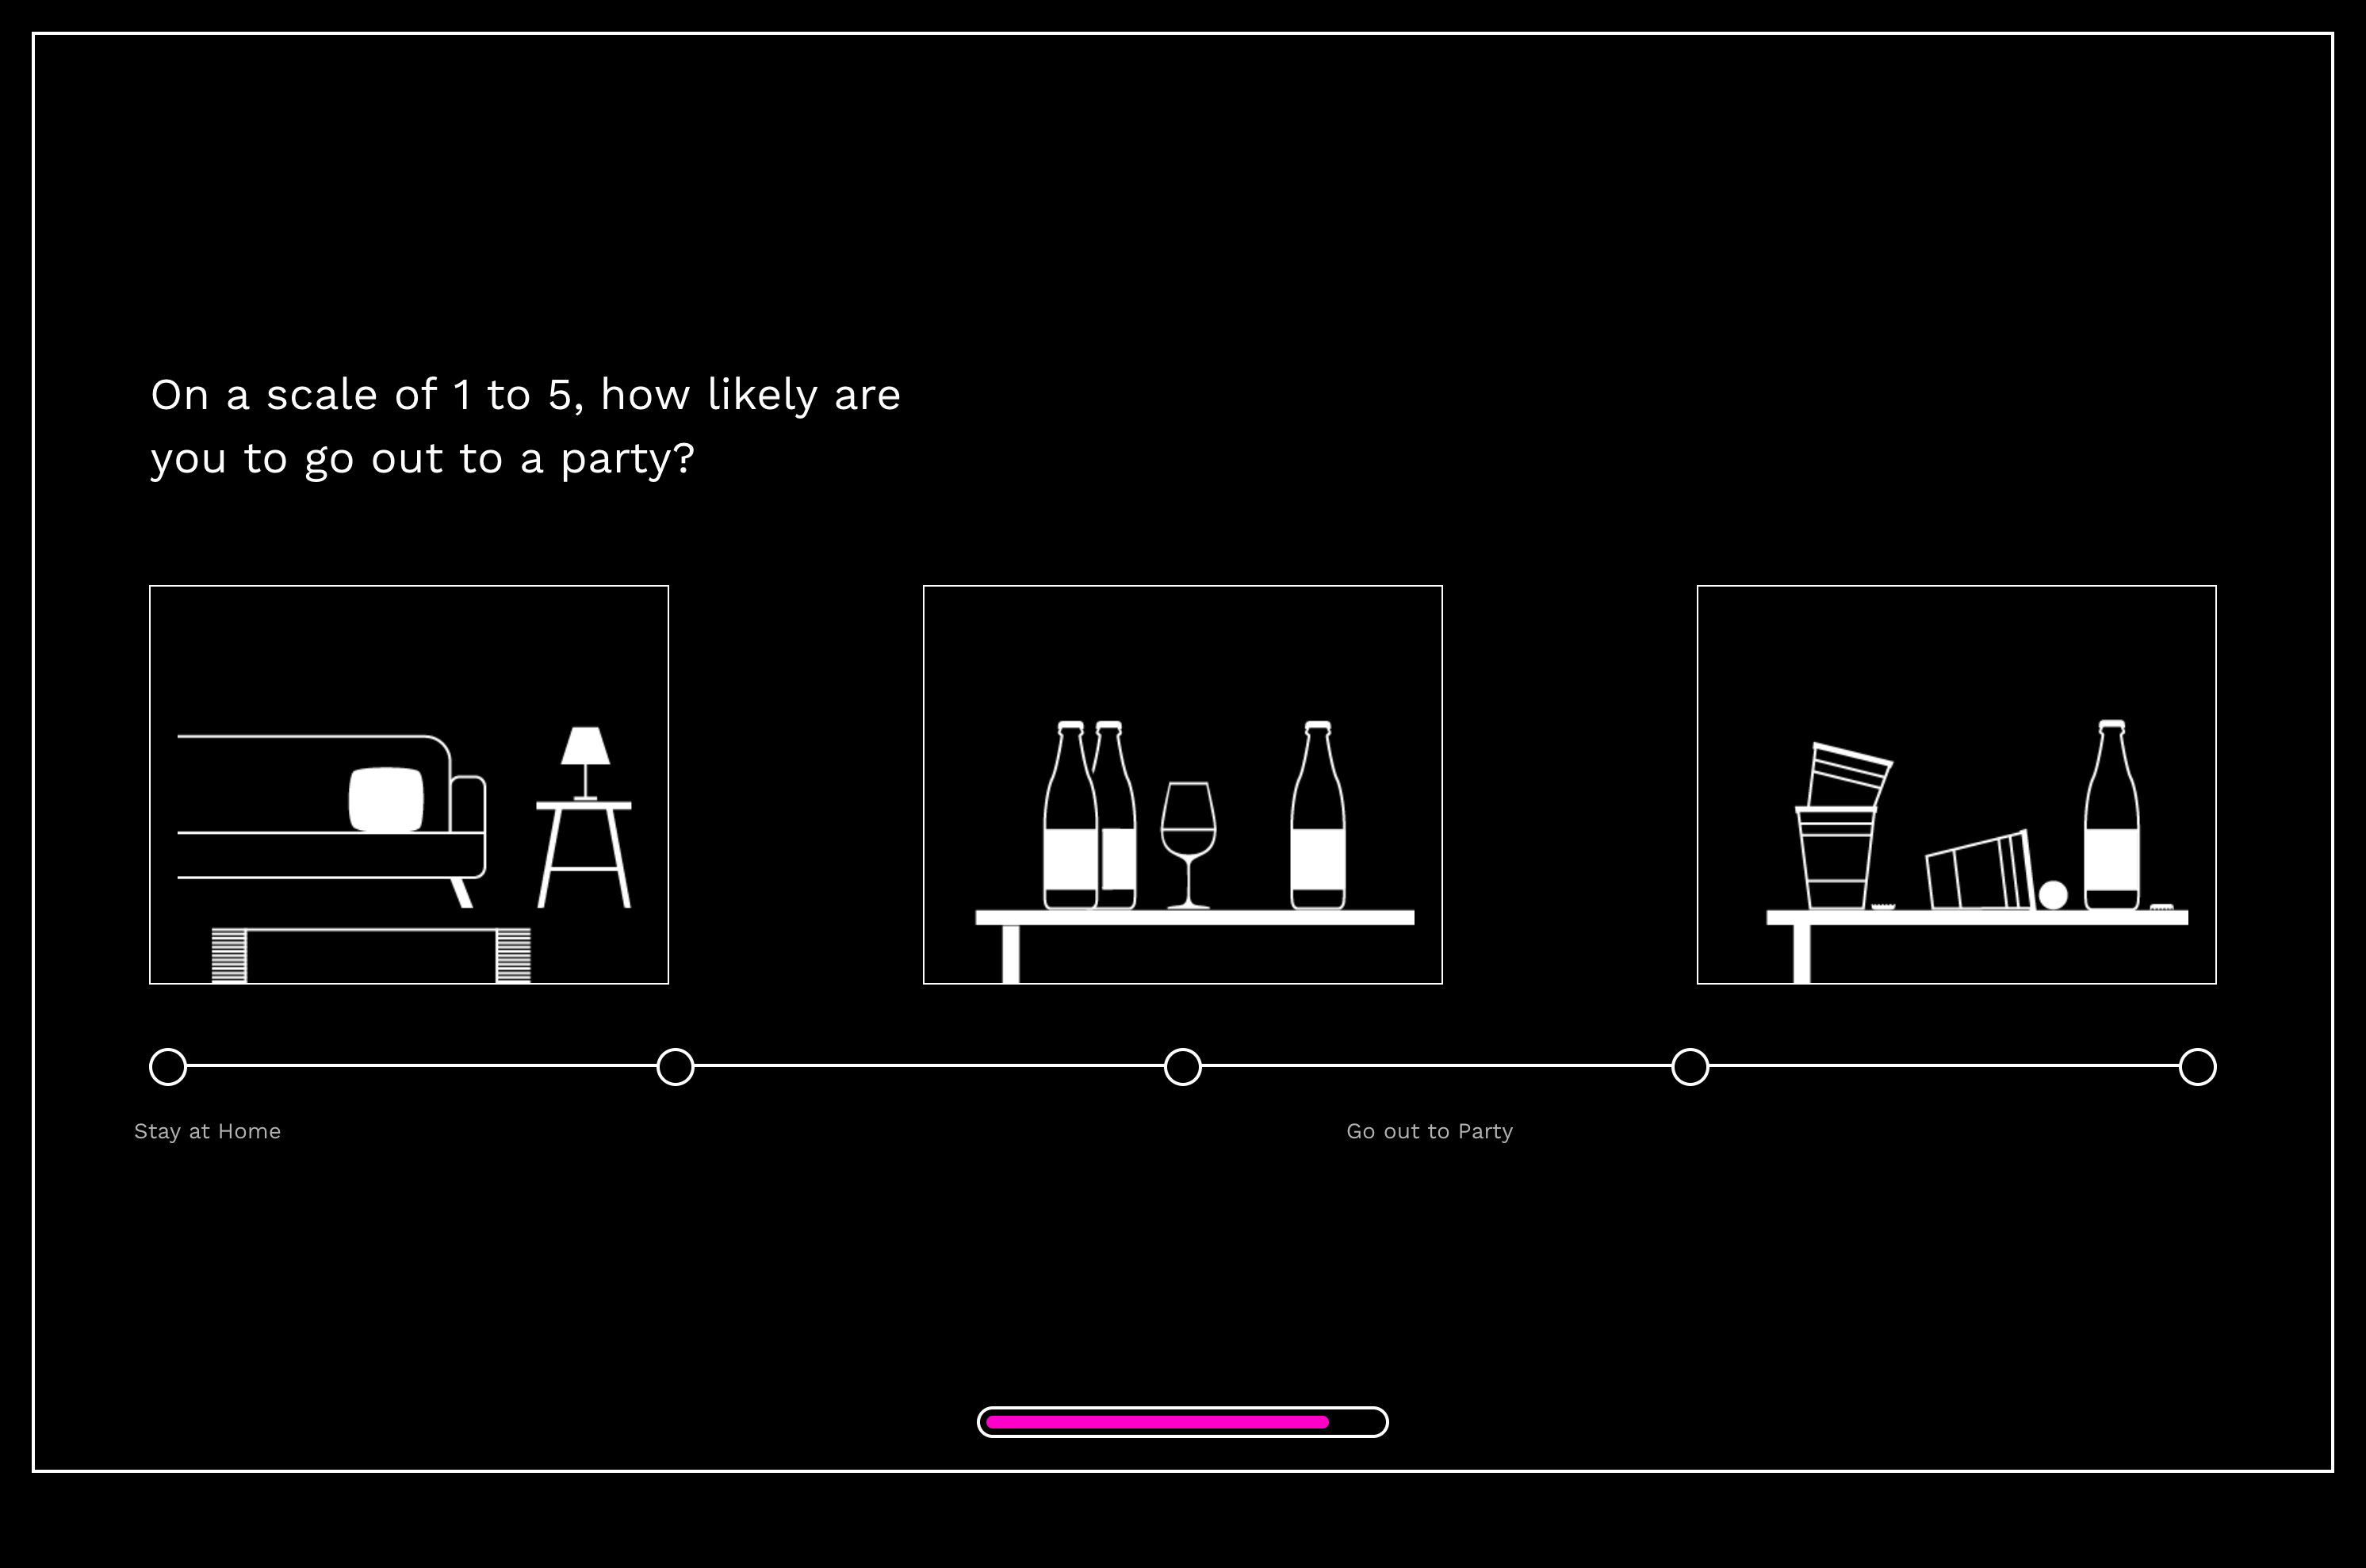 On a scale of 1 to 5, how likely are
you to go out to a party?
Stay at Home
Go out to Party